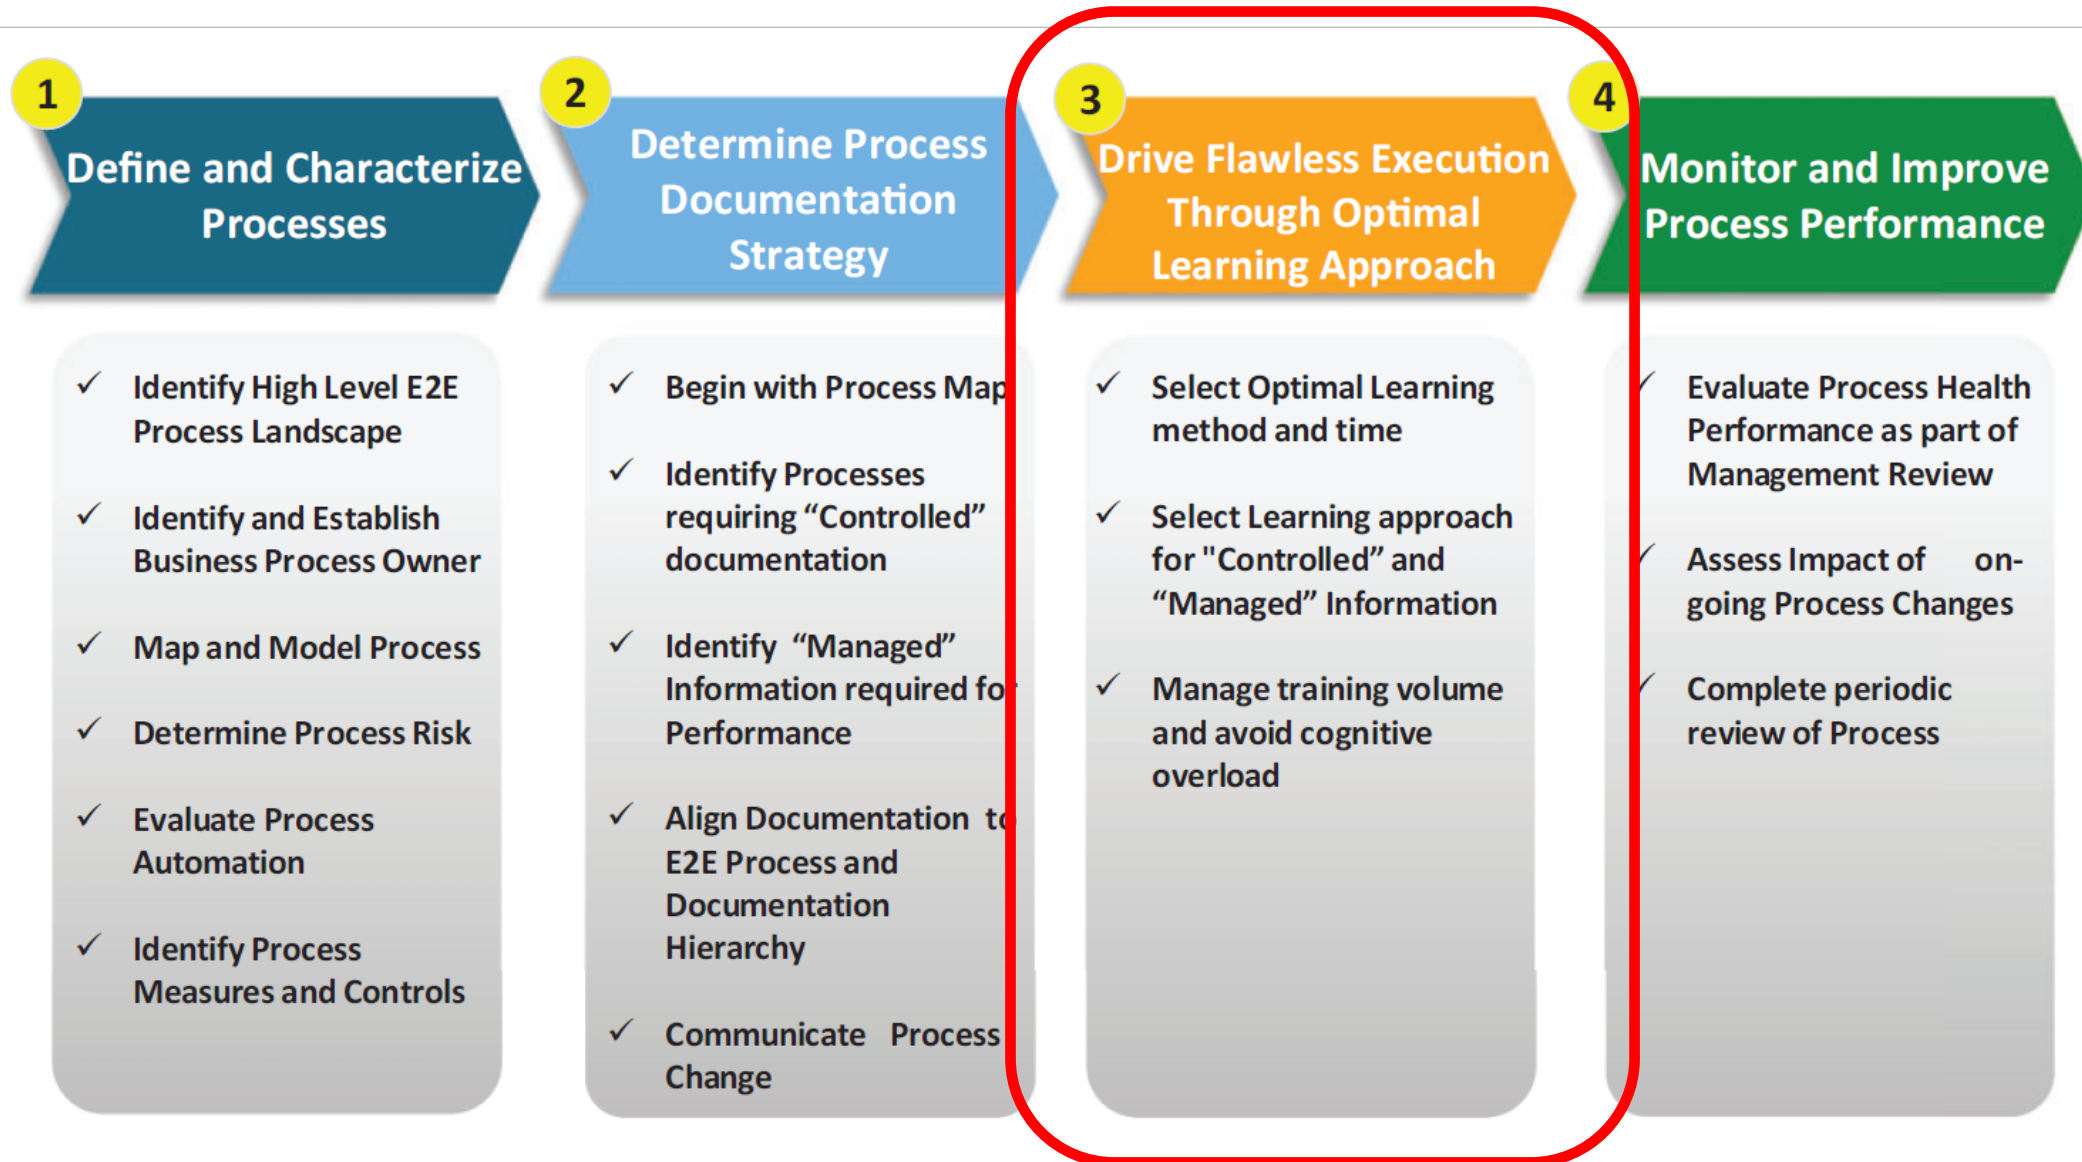 1
Define and Characterize
Processes
✓ Identify High Level E2E
Process Landscape
✓ Identify and Establish
Business Process Owner
✓ Map and Model Process
✓ Determine Process Risk
✓ Evaluate Process
Automation
✓ Identify Process
Measures and Controls
2
Determine Process
Documentation
Strategy
✓ Begin with Process Map
✓ Identify Processes
requiring “Controlled”
documentation
✓ Identify “Managed”
Information required for
Performance
✓ Align Documentation to
E2E Process and
Documentation
Hierarchy
✓ Communicate Process
Change
3
Drive Flawless Execution
Through Optimal
Learning Approach
✓ Select Optimal Learning
method and time
✓ Select Learning approach
for "Controlled” and
“Managed” Information
✓ Manage training volume
and avoid cognitive
overload
4
Monitor and Improve
Process Performance
✓ Evaluate Process Health
Performance as part of
Management Review
✓ Assess Impact of on-
going Process Changes
✓ Complete periodic
review of Process